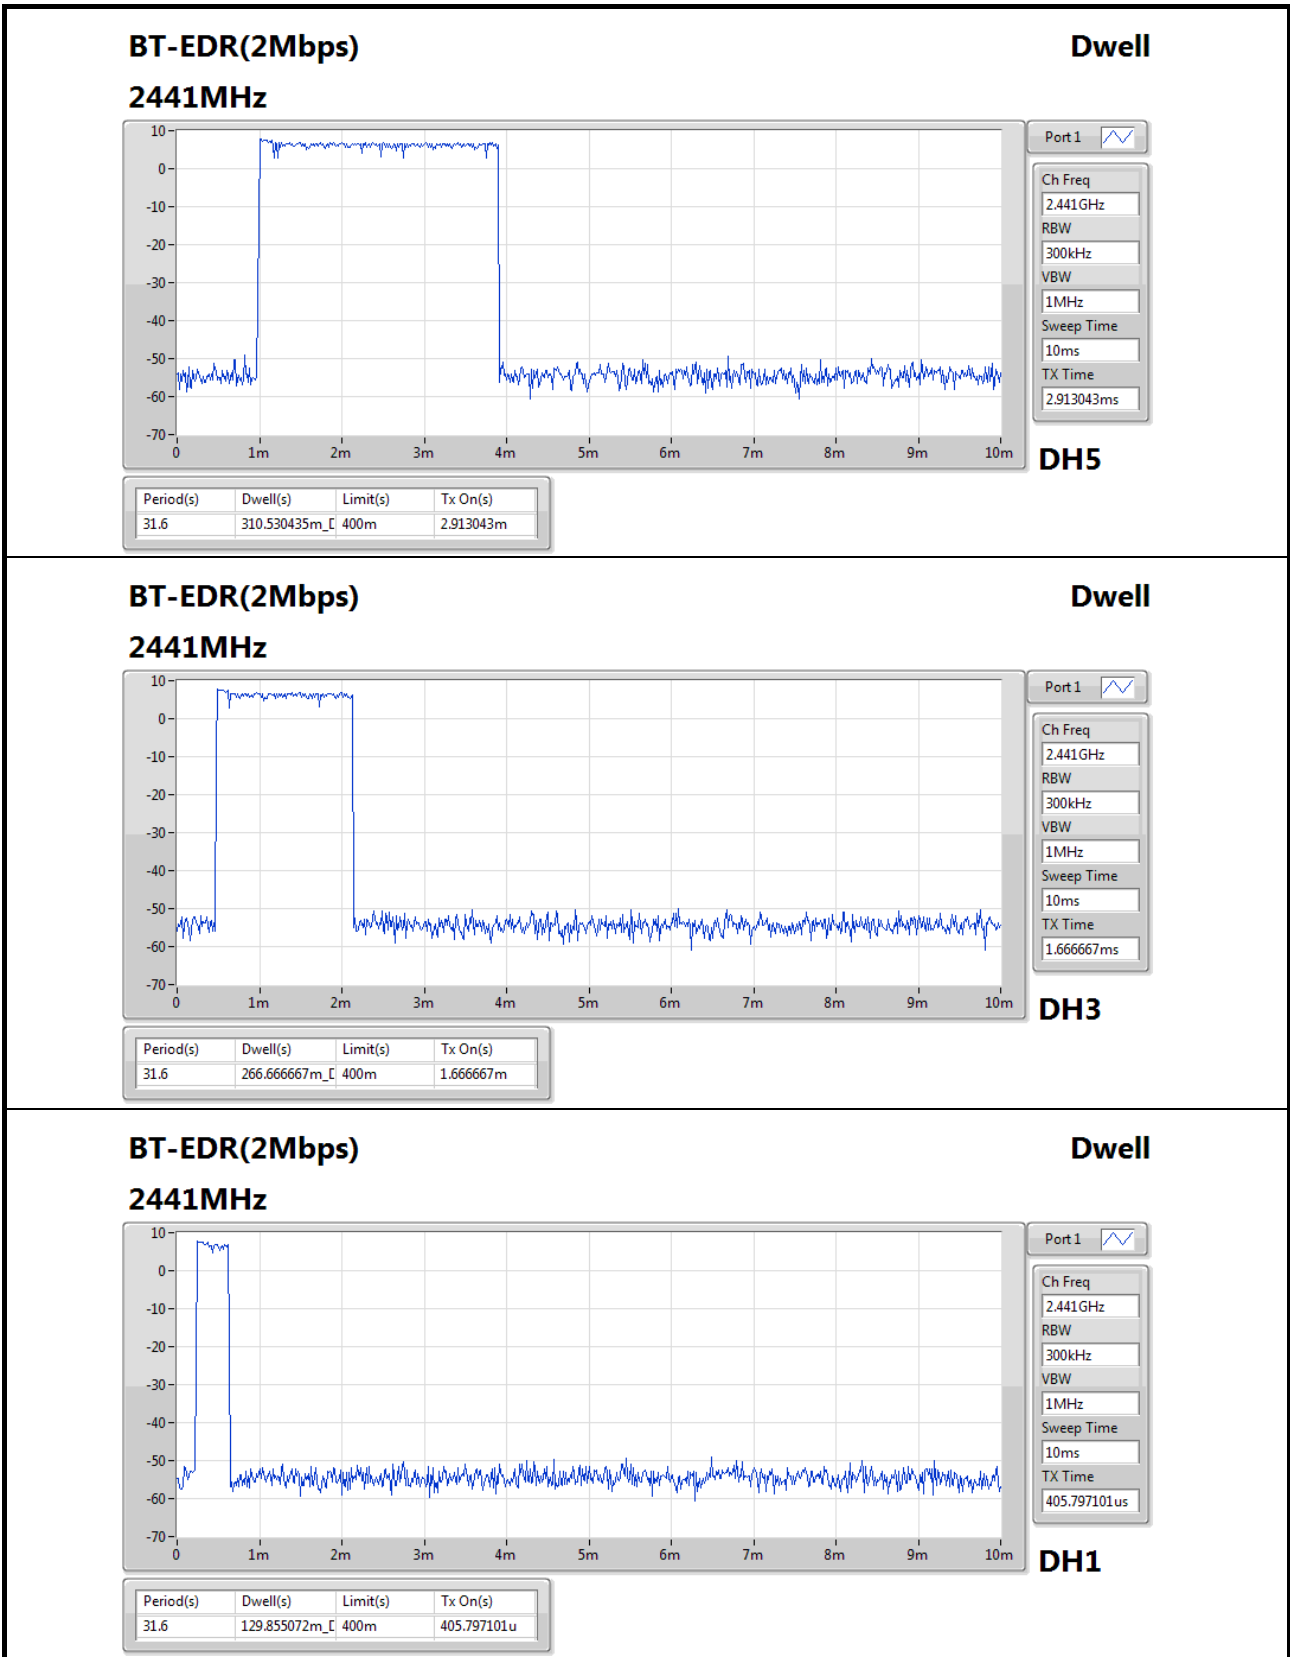 BT-EDR(2Mbps) Dwell
2441MHz
10
0
-10
-20
-30
-40
-50
-60
-70
0 1m 2m 3m 4m 5m 6m 7m 8m 9m 10m
Port 1
Ch Freq
2.441GHz
RBW
300kHz
VBW
1MHz
Sweep Time
10ms
TX Time
2.913043ms
DH5
Period(s) Dwell(s) Limit(s) Tx On(s)
31.6 310.530435m_D 400m 2.913043m
BT-EDR(2Mbps) Dwell
2441MHz
10
0
-10
-20
-30
-40
-50
-60
-70
0 1m 2m 3m 4m 5m 6m 7m 8m 9m 10m
Port 1
Ch Freq
2.441GHz
RBW
300kHz
VBW
1MHz
Sweep Time
10ms
TX Time
1.666667ms
DH3
Period(s) Dwell(s) Limit(s) Tx On(s)
31.6 266.666667m_D 400m 1.666667m
BT-EDR(2Mbps) Dwell
2441MHz
10
0
-10
-20
-30
-40
-50
-60
-70
0 1m 2m 3m 4m 5m 6m 7m 8m 9m 10m
Port 1
Ch Freq
2.441GHz
RBW
300kHz
VBW
1MHz
Sweep Time
10ms
TX Time
405.797101us
DH1
Period(s) Dwell(s) Limit(s) Tx On(s)
31.6 129.855072m_D 400m 405.797101u